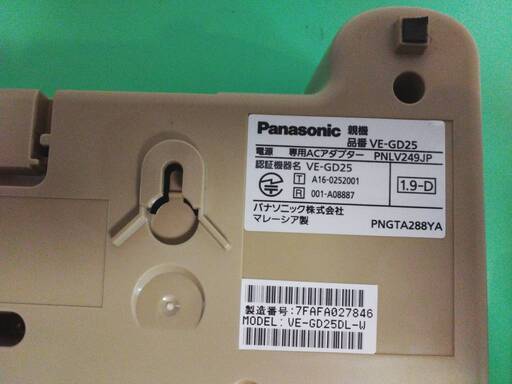 Panasonic 親機
品番 VE-GD25
電源 専用ACアダプター PNLV249JP
認証機器名 VE-GD25
T A16-0252001
R 001-A08887
1.9-D
パナソニック株式会社
マレーシア製
PNGTA288YA
製造番号:7FAFA027846
MODEL: VE-GD25DL-W